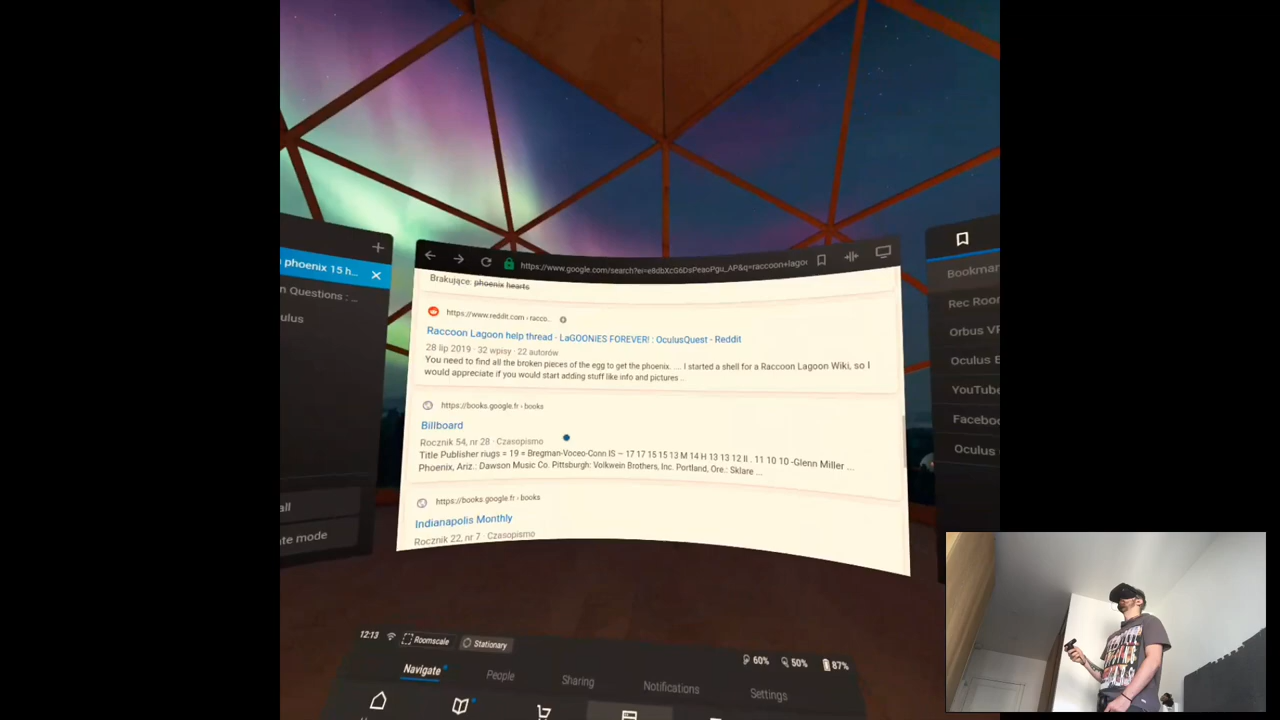 phoenix 15 h...
n Questions : ...
ulus
all
te mode
https://www.google.com/search?ei=
q=raccoon+lago
Brakujące: phoenix hearts
https://www.reddit.com › racco...
Raccoon Lagoon help thread - LaGOONiES FOREVER! : OculusQuest - Reddit
28 lip 2019 · 32 wpisy · 22 autorów
You need to find all the broken pieces of the egg to get the phoenix. .... I started a shell for a Raccoon Lagoon Wiki, so I
would appreciate if you would start adding stuff like info and pictures ..
https://books.google.fr › books
Billboard
Rocznik 54, nr 28 · Czasopismo
Title Publisher riugs = 19 = Bregman-Voceo-Conn IS – 17 17 15 15 13 M 14 H 13 13 12 II . 11 10 10 -Glenn Miller ...
Phoenix, Ariz.: Dawson Music Co. Pittsburgh: Volkwein Brothers, Inc. Portland, Ore.: Sklare ...
https://books.google.fr › books
Indianapolis Monthly
Rocznik 22, nr 7 · Czasopismo
Bookmar
Rec Roor
Orbus VF
Oculus E
YouTube
Faceboo
Oculus
12:13
Roomscale
Stationary
60%
50%
87%
Navigate
People
Sharing
Notifications
Settings